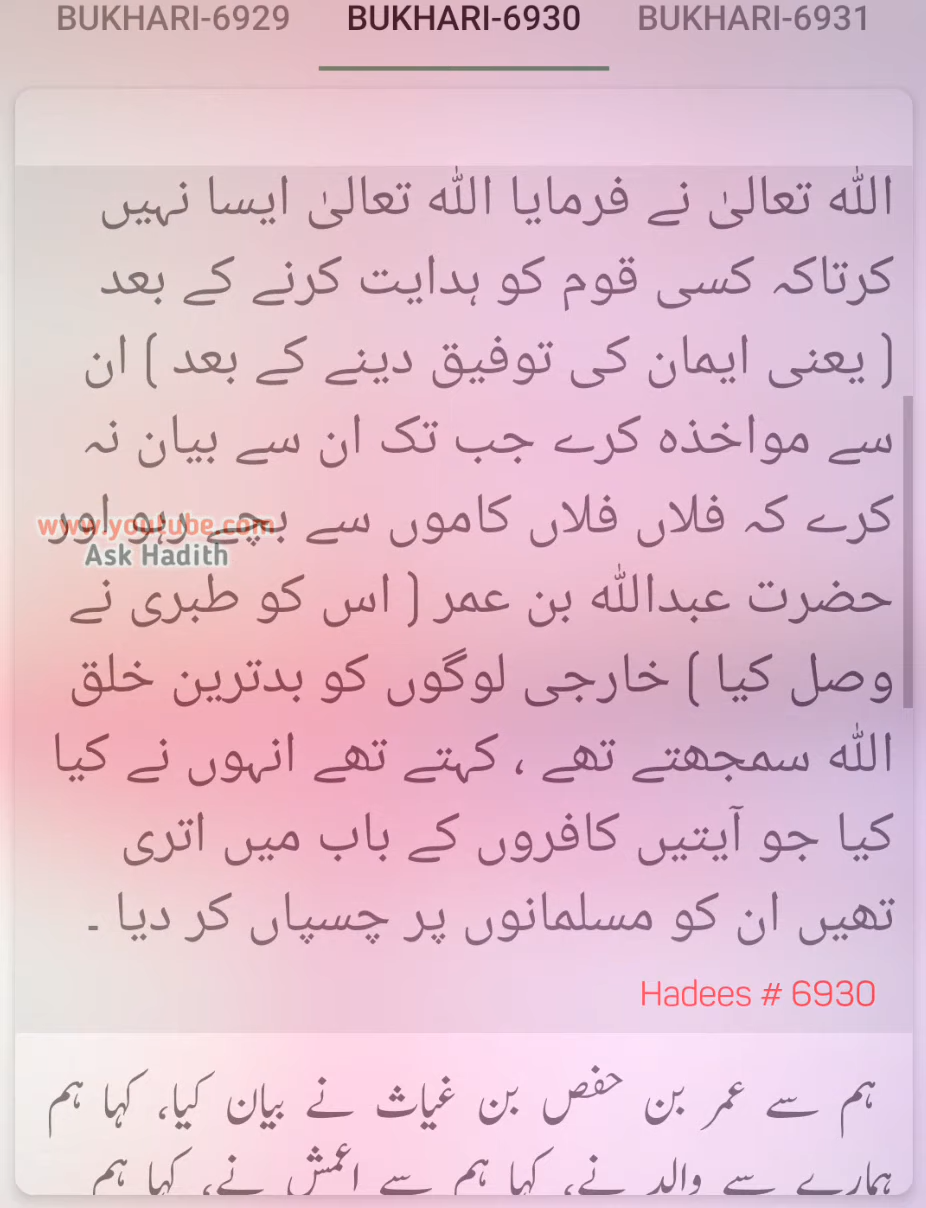 BUKHARI-6929 BUKHARI-6930 BUKHARI-6931
اللہ تعالیٰ نے فرمایا اللہ تعالیٰ ایسا نہیں
کرتاکہ کسی قوم کو ہدایت کرنے کے بعد
( یعنی ایمان کی توفیق دینے کے بعد ) ان
سے مواخذہ کرے جب تک ان سے بیان نہ
کرے کہ فلاں فلاں کاموں سے بچے رہو اور
www.youtube.com
Ask Hadith
حضرت عبداللہ بن عمر ( اس کو طبری نے
وصل کیا ) خارجی لوگوں کو بدترین خلق
اللہ سمجھتے تھے ، کہتے تھے انہوں نے کیا
کیا جو آیتیں کافروں کے باب میں اتری
تھیں ان کو مسلمانوں پر چسپاں کر دیا ۔
Hadees # 6930
ہم سے عمر بن حفص بن غیاث نے بیان کیا، کہا ہم
ہمارے سے والد نے، کہا ہم سے اعمش نے، کہا ہم